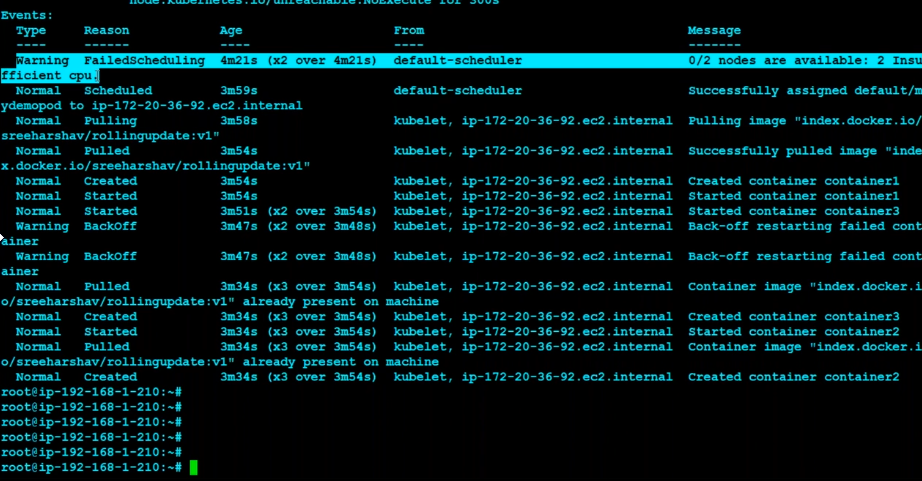 node.kubernetes.io/unreachable:NoExecute for 300s
Events:
  Type     Reason            Age                    From                                   Message
  ----     ------            ----                   ----                                   -------
  Warning  FailedScheduling  4m21s (x2 over 4m21s)  default-scheduler                      0/2 nodes are available: 2 Insu
fficient cpu.
  Normal   Scheduled         3m59s                  default-scheduler                      Successfully assigned default/m
ydemopod to ip-172-20-36-92.ec2.internal
  Normal   Pulling           3m58s                  kubelet, ip-172-20-36-92.ec2.internal  Pulling image "index.docker.io/
sreeharshav/rollingupdate:v1"
  Normal   Pulled            3m54s                  kubelet, ip-172-20-36-92.ec2.internal  Successfully pulled image "inde
x.docker.io/sreeharshav/rollingupdate:v1"
  Normal   Created           3m54s                  kubelet, ip-172-20-36-92.ec2.internal  Created container container1
  Normal   Started           3m54s                  kubelet, ip-172-20-36-92.ec2.internal  Started container container1
  Normal   Started           3m51s (x2 over 3m54s)  kubelet, ip-172-20-36-92.ec2.internal  Started container container3
  Warning  BackOff           3m47s (x2 over 3m48s)  kubelet, ip-172-20-36-92.ec2.internal  Back-off restarting failed cont
ainer
  Warning  BackOff           3m47s (x2 over 3m48s)  kubelet, ip-172-20-36-92.ec2.internal  Back-off restarting failed cont
ainer
  Normal   Pulled            3m34s (x3 over 3m54s)  kubelet, ip-172-20-36-92.ec2.internal  Container image "index.docker.i
o/sreeharshav/rollingupdate:v1" already present on machine
  Normal   Created           3m34s (x3 over 3m54s)  kubelet, ip-172-20-36-92.ec2.internal  Created container container3
  Normal   Started           3m34s (x3 over 3m54s)  kubelet, ip-172-20-36-92.ec2.internal  Started container container2
  Normal   Pulled            3m34s (x3 over 3m54s)  kubelet, ip-172-20-36-92.ec2.internal  Container image "index.docker.i
o/sreeharshav/rollingupdate:v1" already present on machine
  Normal   Created           3m34s (x3 over 3m54s)  kubelet, ip-172-20-36-92.ec2.internal  Created container container2
root@ip-192-168-1-210:~#
root@ip-192-168-1-210:~#
root@ip-192-168-1-210:~#
root@ip-192-168-1-210:~#
root@ip-192-168-1-210:~#
root@ip-192-168-1-210:~#